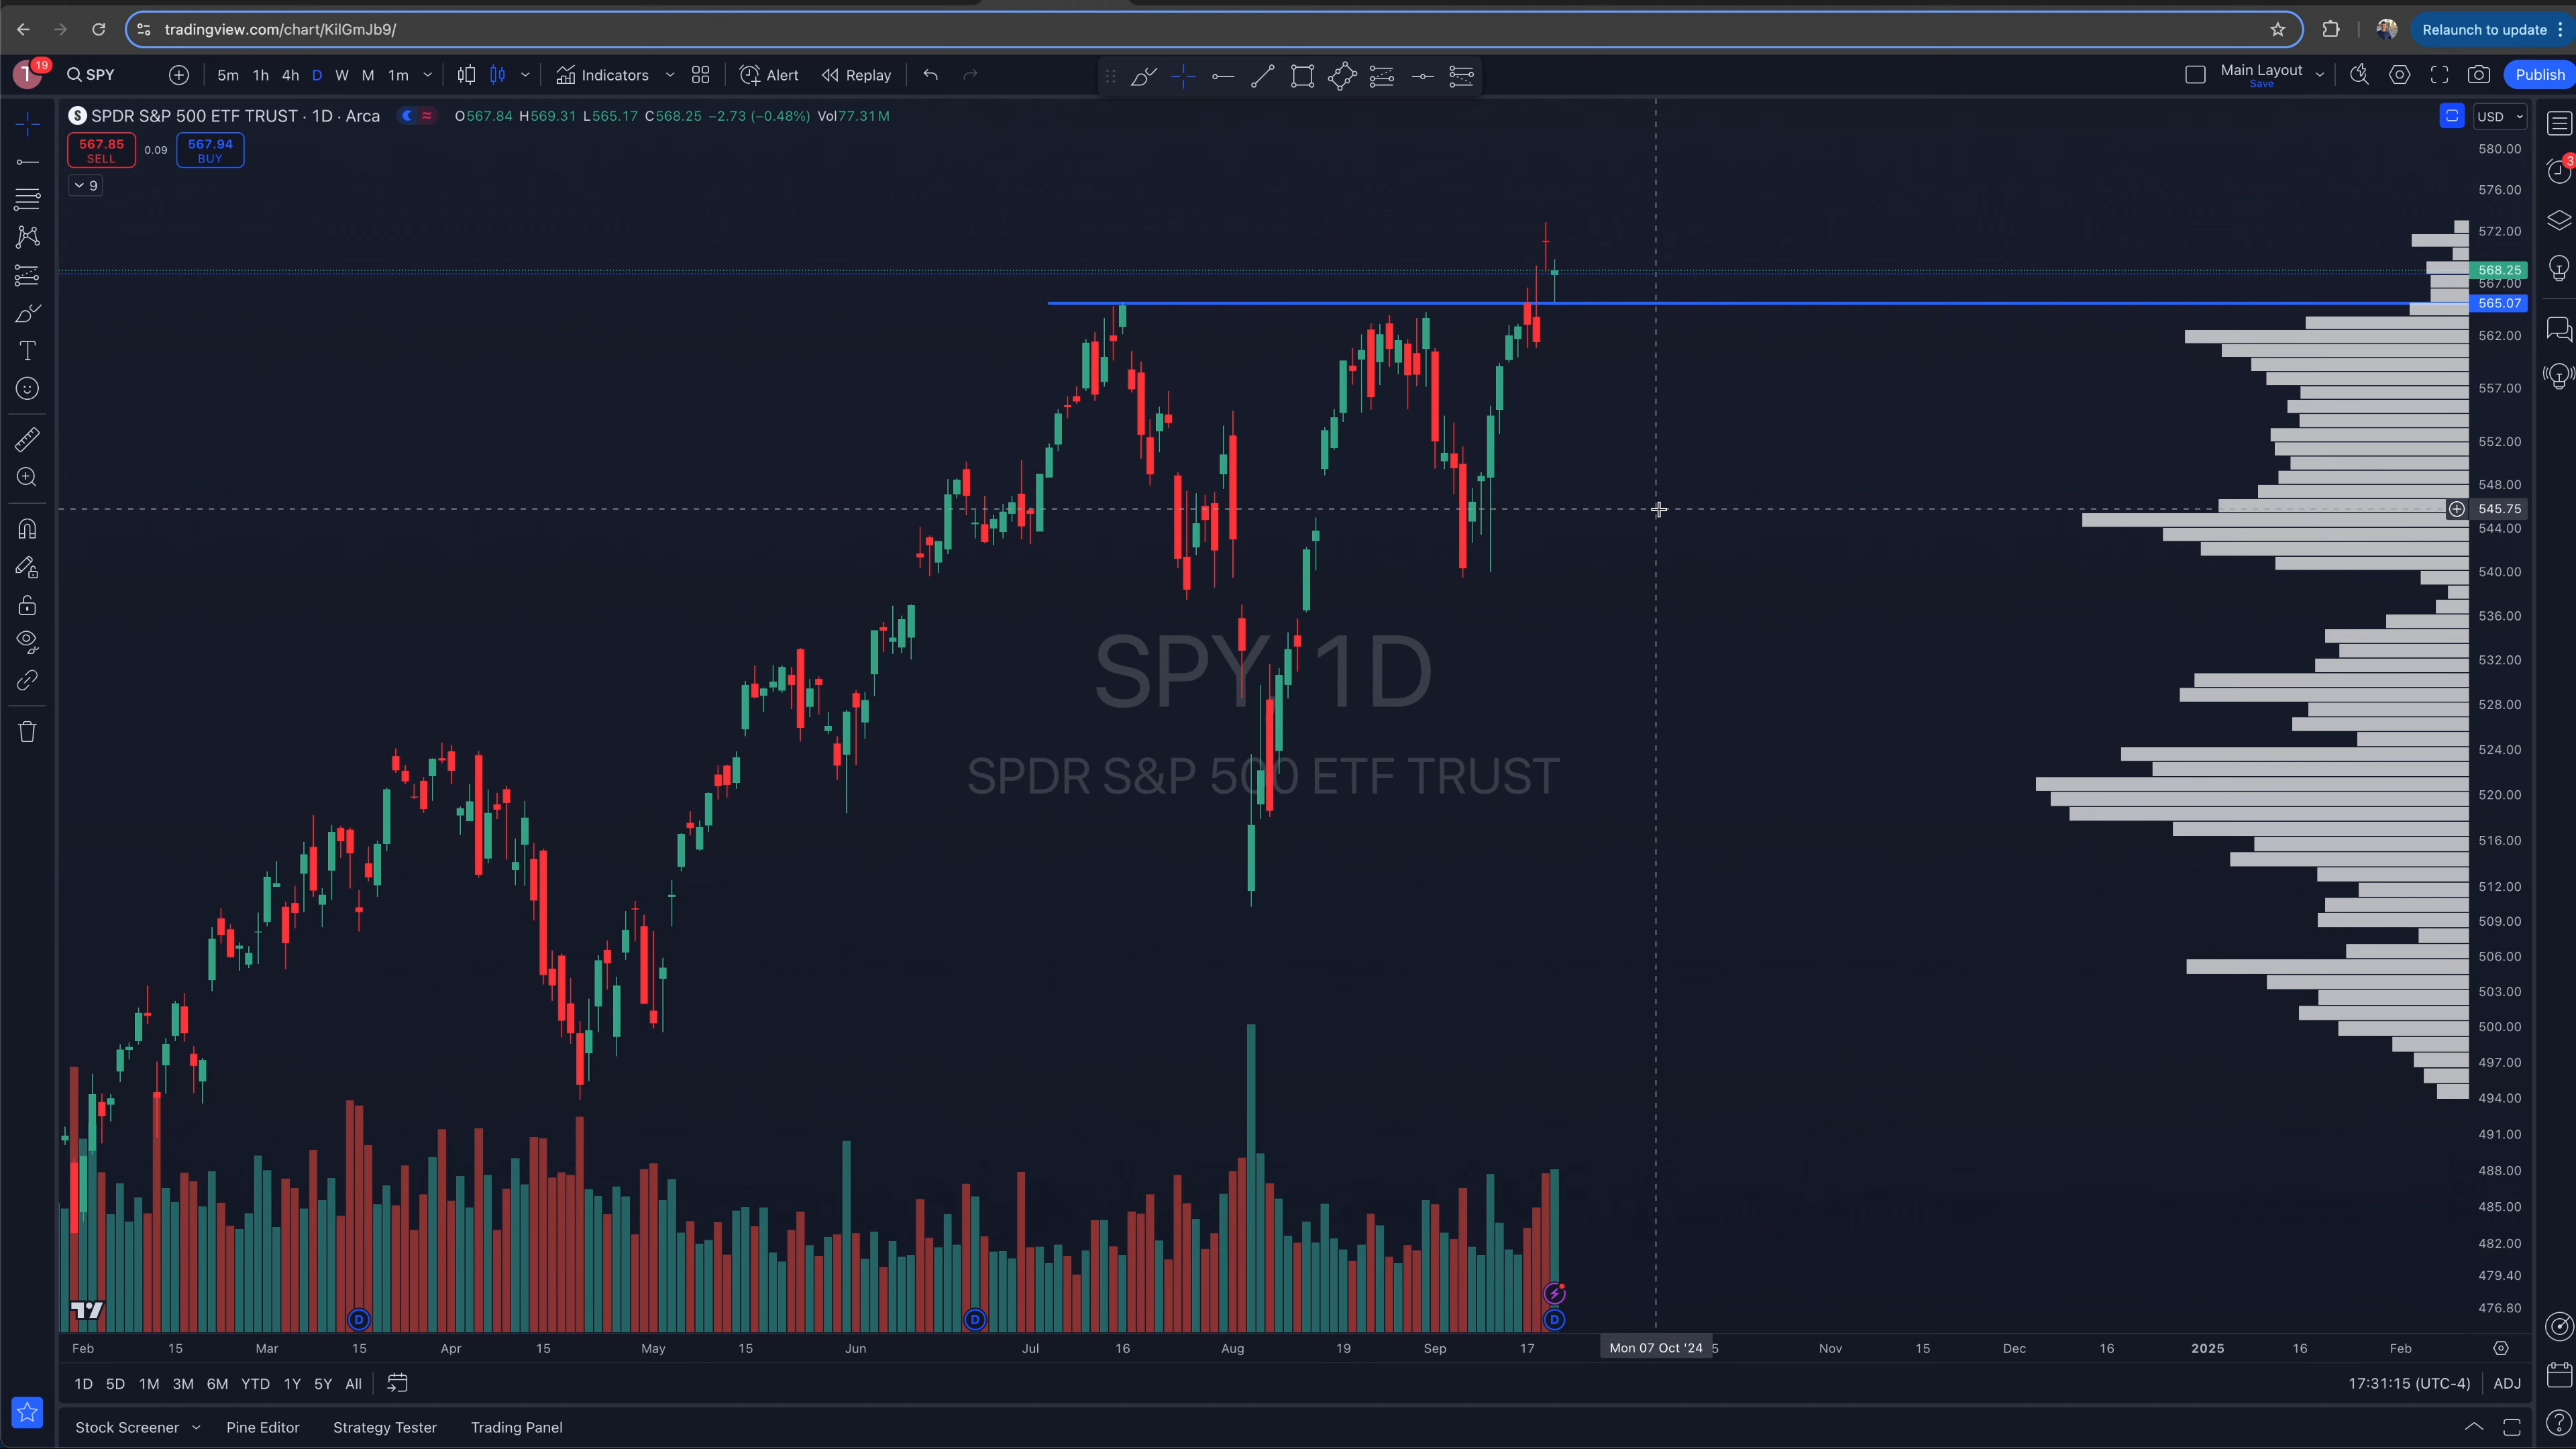 tradingview.com/chart/KilGmJb9/
Relaunch to update
19
SPY
5m 1h 4h D W M 1m
Indicators
Alert
Replay
Main Layout
Save
Publish
SPDR S&P 500 ETF TRUST · 1D · Arca
O567.84 H569.31 L565.17 C568.25 −2.73 (−0.48%) Vol77.31M
USD
567.85
SELL
0.09
567.94
BUY
9
3
580.00
576.00
572.00
568.25
567.00
565.07
562.00
557.00
552.00
548.00
545.75
544.00
540.00
536.00
532.00
528.00
524.00
520.00
516.00
512.00
509.00
506.00
503.00
500.00
497.00
494.00
491.00
488.00
485.00
482.00
479.40
476.80
SPY 1D
SPDR S&P 500 ETF TRUST
D
D
D
Feb 15 Mar 15 Apr 15 May 15 Jun Jul 16 Aug 19 Sep 17 Mon 07 Oct '24 5 Nov 15 Dec 16 2025 16 Feb
1D 5D 1M 3M 6M YTD 1Y 5Y All
17:31:15 (UTC-4) ADJ
Stock Screener Pine Editor Strategy Tester Trading Panel